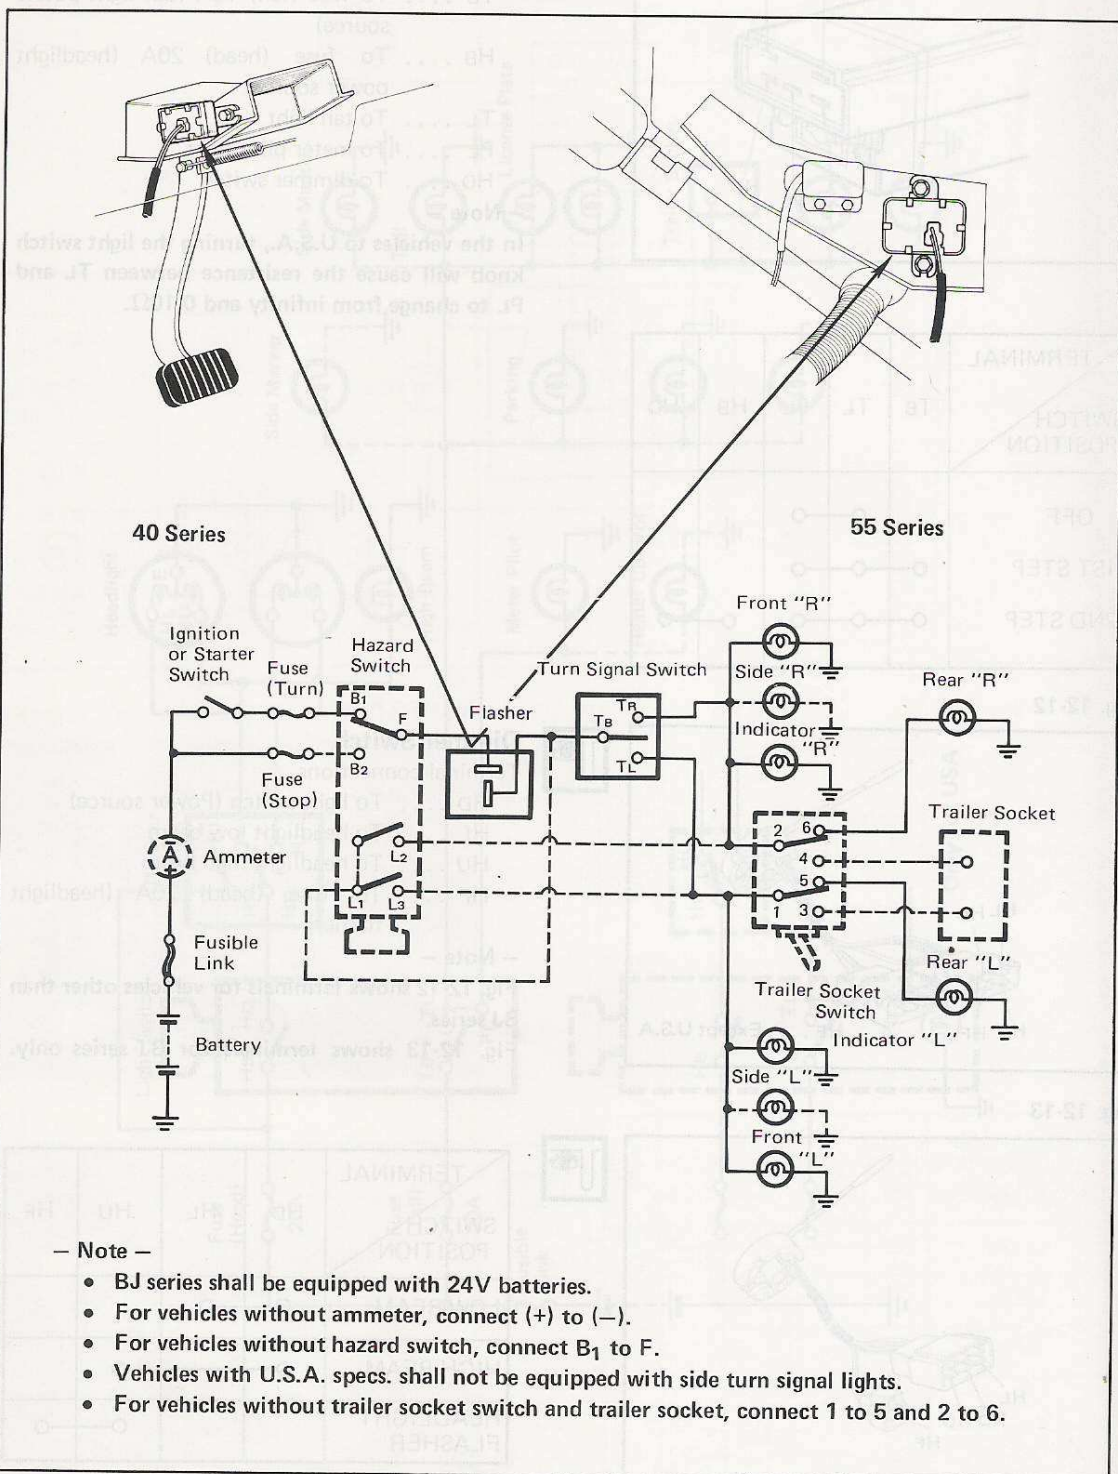 40 Series
55 Series
Front "R"
Ignition
or Starter
Switch
Fuse
(Turn)
Hazard
Switch
Turn Signal Switch
Side "R"
Rear "R"
B1
F
Flasher
TR
TB
TL
Indicator
"R"
B2
Fuse
(Stop)
Trailer Socket
2
6
4
Ammeter
A
+
L2
5
L1
L3
1
3
Fusible
Link
Rear "L"
Trailer Socket
Switch
Battery
Indicator "L"
Side "L"
Front
"L"
— Note —
• BJ series shall be equipped with 24V batteries.
• For vehicles without ammeter, connect (+) to (—).
• For vehicles without hazard switch, connect B1 to F.
• Vehicles with U.S.A. specs. shall not be equipped with side turn signal lights.
• For vehicles without trailer socket switch and trailer socket, connect 1 to 5 and 2 to 6.